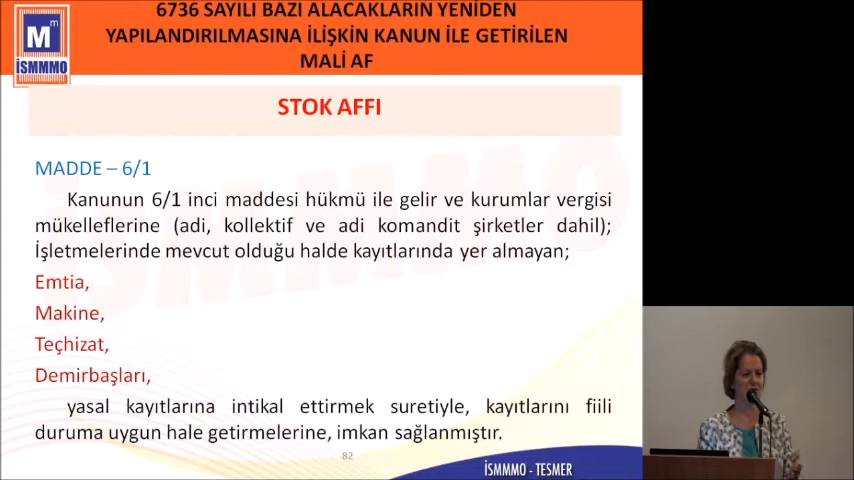 6736 SAYILI BAZI ALACAKLARIN YENİDEN
YAPILANDIRILMASINA İLİŞKİN KANUN İLE GETİRİLEN
MALİ AF
Mm
İSMMMO
STOK AFFI
MADDE – 6/1
Kanunun 6/1 inci maddesi hükmü ile gelir ve kurumlar vergisi
mükelleflerine (adi, kollektif ve adi komandit şirketler dahil);
İşletmelerinde mevcut olduğu halde kayıtlarında yer almayan;
Emtia,
Makine,
Teçhizat,
Demirbaşları,
yasal kayıtlarına intikal ettirmek suretiyle, kayıtlarını fiili
duruma uygun hale getirmelerine, imkan sağlanmıştır.
82
İSMMMO - TESMER